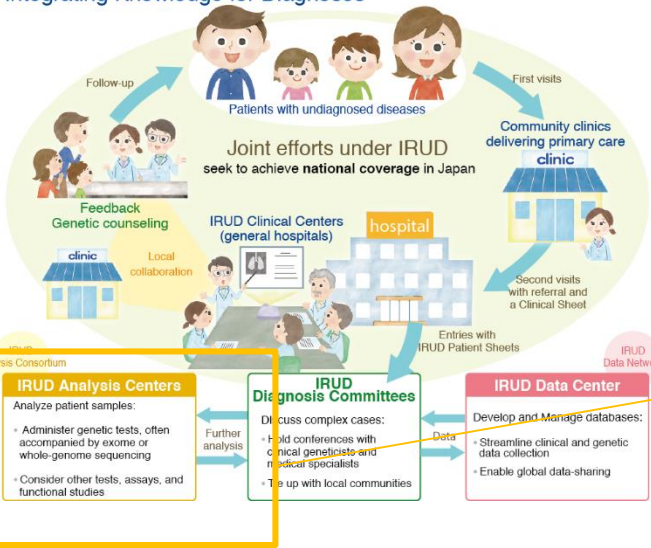 Integrating Knowledge for Diagnoses
Follow-up
First visits
Patients with undiagnosed diseases
Community clinics
delivering primary care
clinic
Joint efforts under IRUD
seek to achieve national coverage in Japan
Feedback
Genetic counseling
IRUD Clinical Centers
(general hospitals)
hospital
clinic
Local
collaboration
Second visits
with referral and
a Clinical Sheet
Entries with
IRUD Patient Sheets
IRUD
sis Consortium
IRUD
Data Netw
IRUD Analysis Centers
Analyze patient samples:
• Administer genetic tests, often
accompanied by exome or
whole-genome sequencing
• Consider other tests, assays, and
functional studies
Further
analysis
IRUD
Diagnosis Committees
Discuss complex cases:
• Hold conferences with
clinical geneticists and
medical specialists
• Tie up with local communities
Data
IRUD Data Center
Develop and Manage databases:
• Streamline clinical and genetic
data collection
• Enable global data-sharing